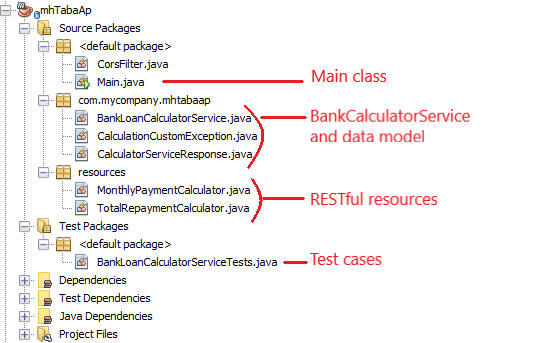 mhTabaAp
Source Packages
<default package>
CorsFilter.java
Main.java
Main class
com.mycompany.mhtabaap
BankLoanCalculatorService.java
BankCalculatorService
and data model
CalculationCustomException.java
CalculatorServiceResponse.java
resources
MonthlyPaymentCalculator.java
RESTful resources
TotalRepaymentCalculator.java
Test Packages
<default package>
BankLoanCalculatorServiceTests.java
Test cases
Dependencies
Test Dependencies
Java Dependencies
Project Files